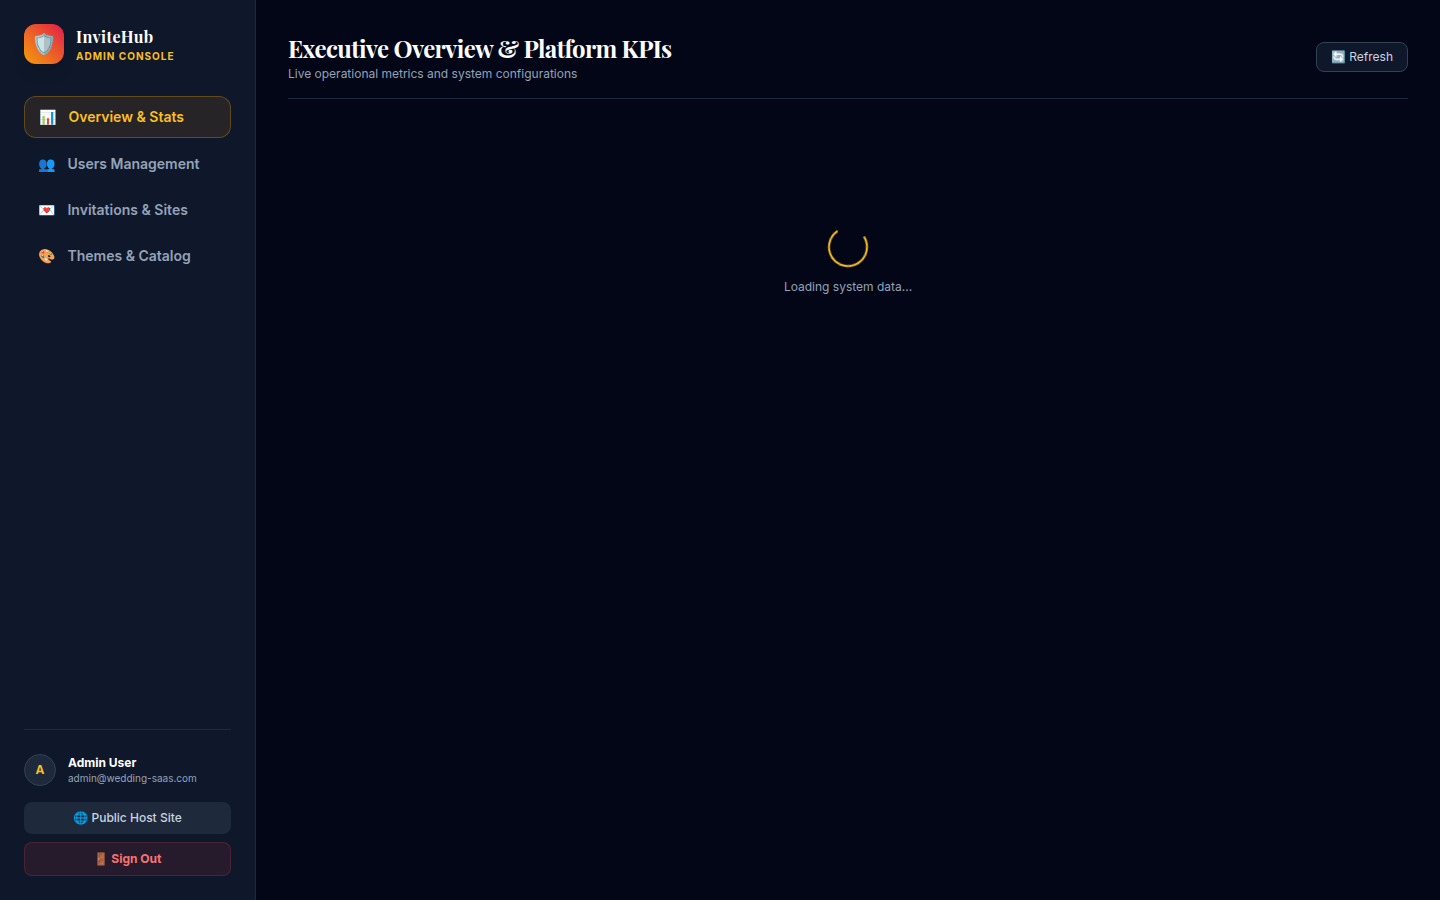 InviteHub
ADMIN CONSOLE
Overview & Stats
Users Management
Invitations & Sites
Themes & Catalog
Admin User
admin@wedding-saas.com
Public Host Site
Sign Out
Executive Overview & Platform KPIs
Live operational metrics and system configurations
Refresh
Loading system data...
A